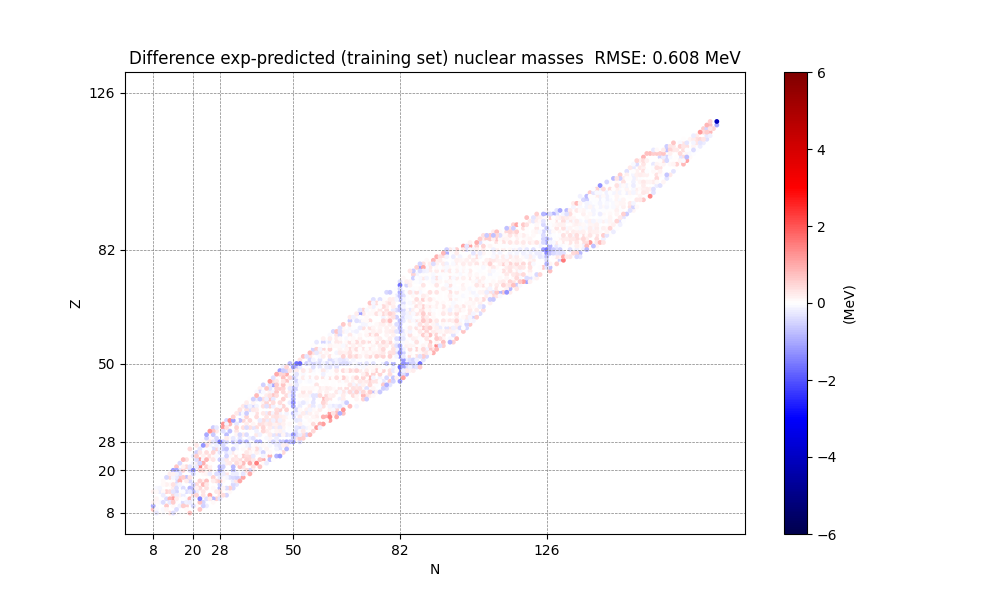 Difference exp-predicted (training set) nuclear masses  RMSE: 0.608 MeV
126
82
50
28
20
8
Z
8 20 28 50 82 126
N
6
4
2
0
−2
−4
−6
(MeV)